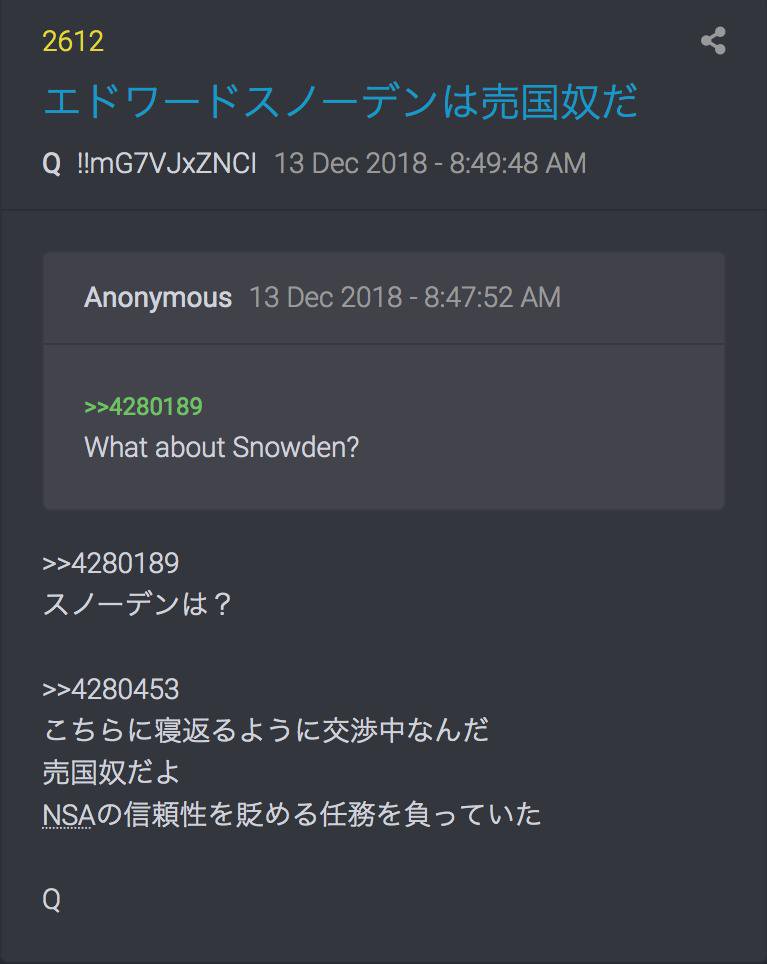 2612
エドワードスノーデンは売国奴だ
Q !!mG7VJxZNCI 13 Dec 2018 - 8:49:48 AM
Anonymous 13 Dec 2018 - 8:47:52 AM
>>4280189
What about Snowden?
>>4280189
スノーデンは？
>>4280453
こちらに寝返るように交渉中なんだ
売国奴だよ
NSAの信頼性を貶める任務を負っていた
Q